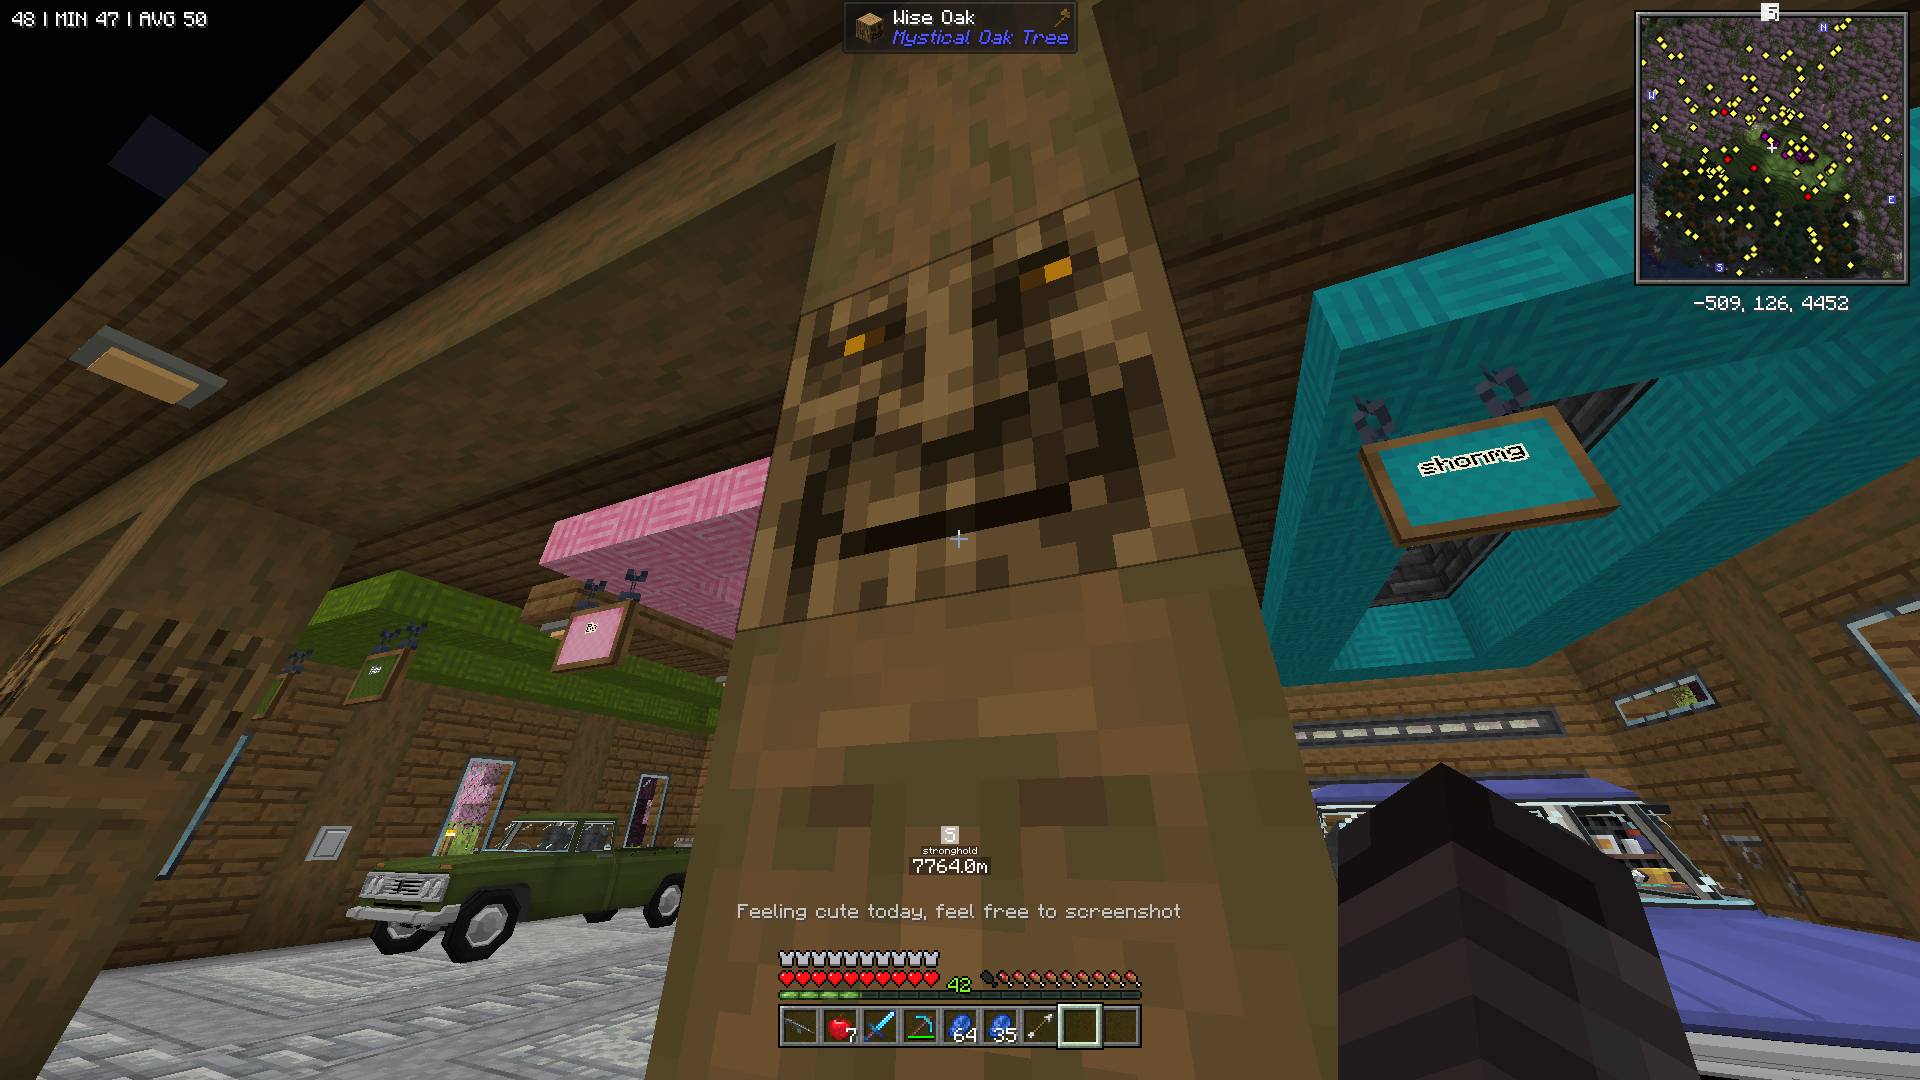 48 | MIN 47 | AVG 50
Wise Oak
Mystical Oak Tree
S
N
W
E
S
-509, 126, 4452
S
stronghold
7764.0m
Feeling cute today, feel free to screenshot
42
7
64
35